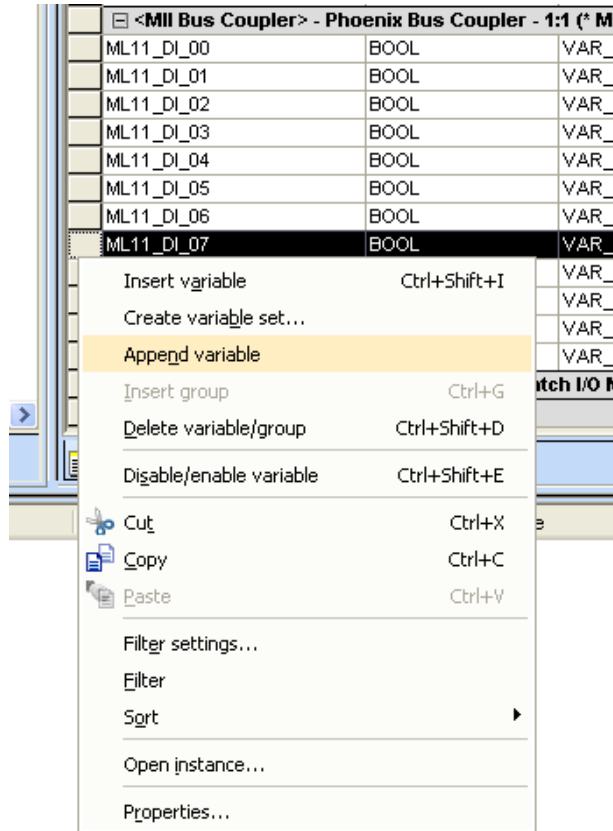 <MII Bus Coupler> - Phoenix Bus Coupler - 1:1 (* M
ML11_DI_00 BOOL VAR_
ML11_DI_01 BOOL VAR_
ML11_DI_02 BOOL VAR_
ML11_DI_03 BOOL VAR_
ML11_DI_04 BOOL VAR_
ML11_DI_05 BOOL VAR_
ML11_DI_06 BOOL VAR_
ML11_DI_07 BOOL VAR_
VAR_
VAR_
VAR_
VAR_
tch I/O M
Insert variable Ctrl+Shift+I
Create variable set...
Append variable
Insert group Ctrl+G
Delete variable/group Ctrl+Shift+D
Disable/enable variable Ctrl+Shift+E
Cut Ctrl+X
Copy Ctrl+C
Paste Ctrl+V
Filter settings...
Filter
Sort
Open instance...
Properties...